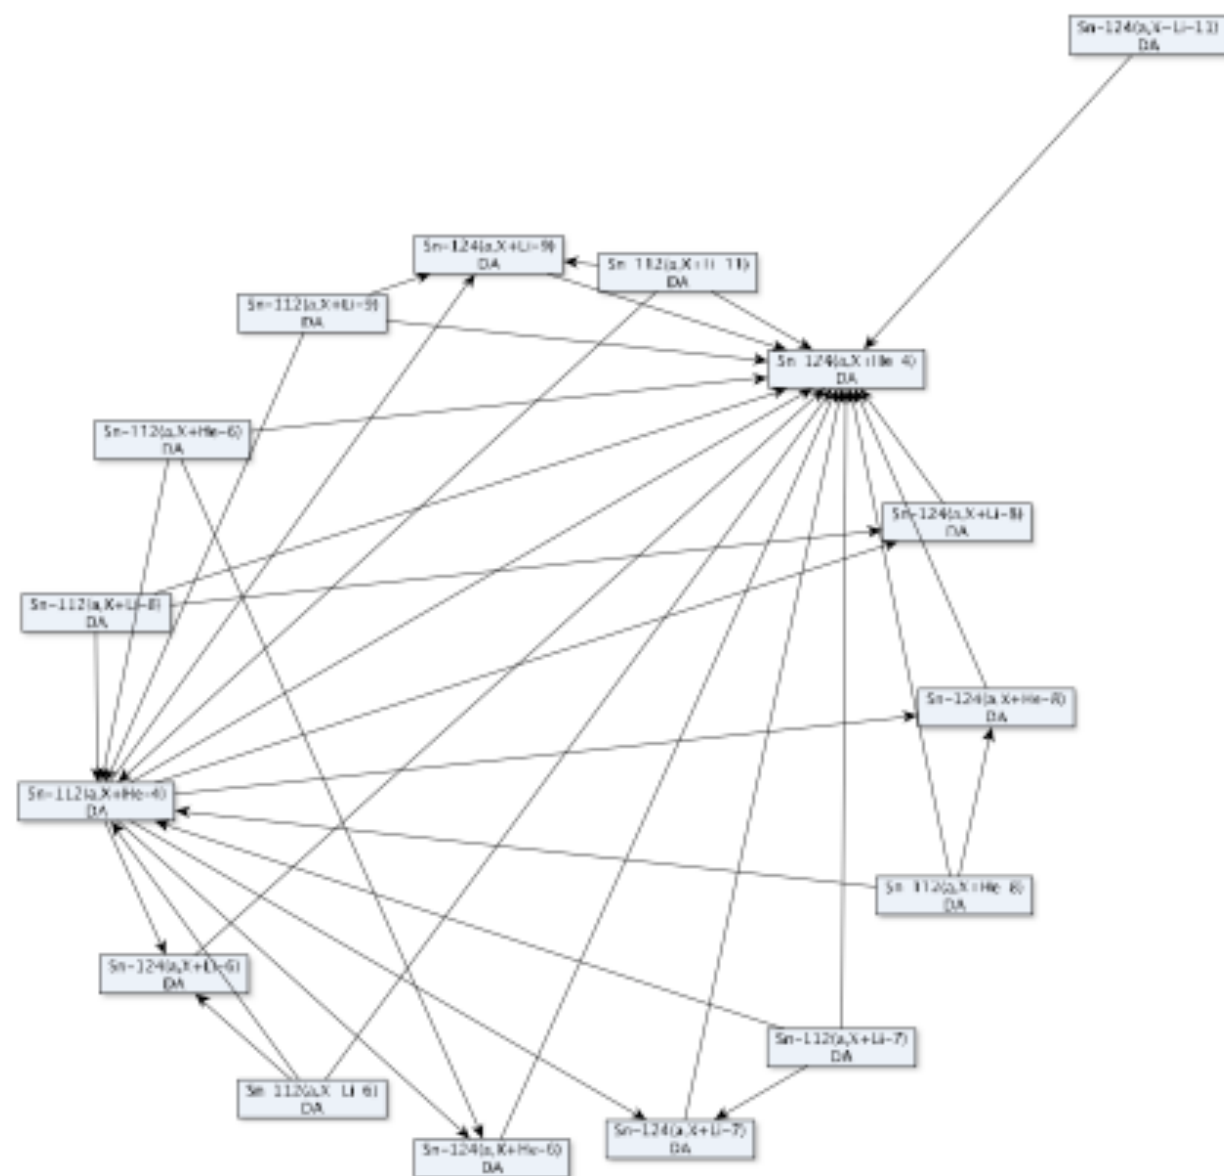 Sn-124(a,X-Li-11)
DA
Sn-124(a,X+Li-9)
DA
Sn 112(a,X+Li 11)
DA
Sn-112(a,X+Li-9)
DA
Sn 124(a,X+He 4)
DA
Sn-112(a,X+He-6)
DA
Sn-124(a,X+Li-8)
DA
Sn-112(a,X+Li-8)
DA
Sn-124(a,X+He-8)
DA
Sn-112(a,X+He-4)
DA
Sn 112(a,X+He 8)
DA
Sn-124(a,X+Li-6)
DA
Sn-112(a,X+Li-7)
DA
Sn 112(a,X Li 6)
DA
Sn-124(a,X+Li-7)
DA
Sn-124(a,X+He-6)
DA